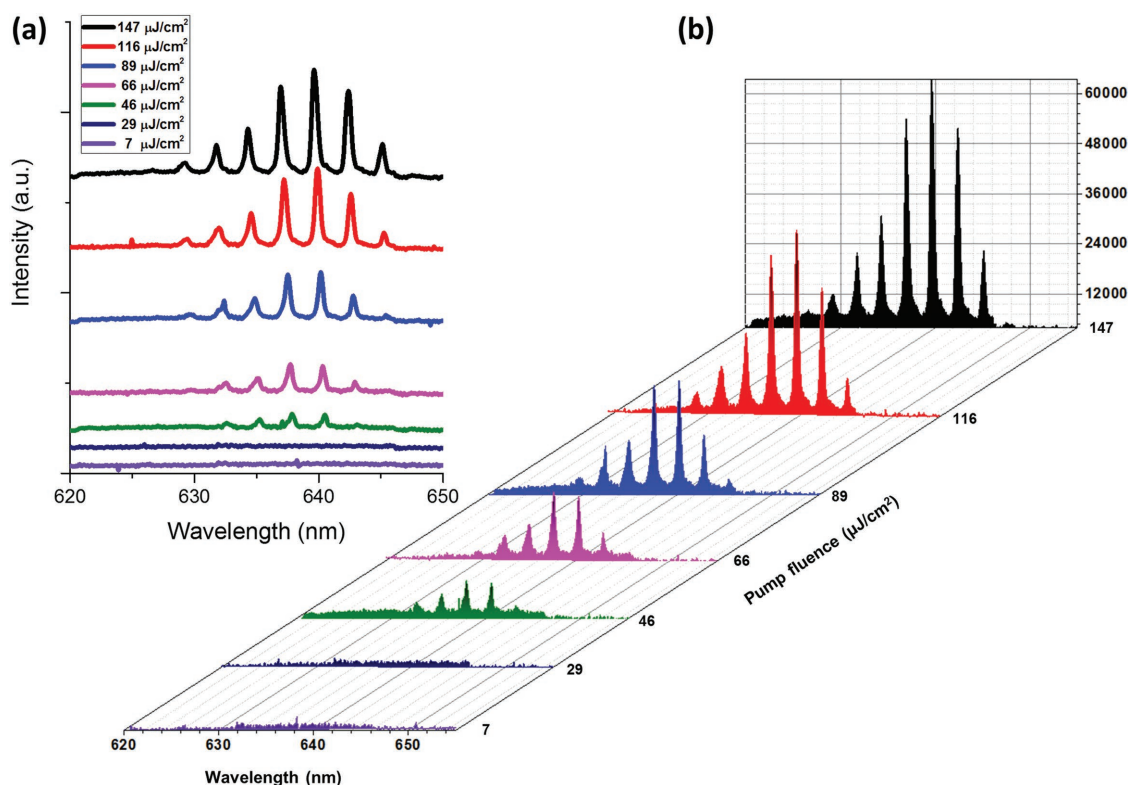 (a)
147 μJ/cm²
116 μJ/cm²
89 μJ/cm²
66 μJ/cm²
46 μJ/cm²
29 μJ/cm²
7 μJ/cm²
Intensity (a.u.)
620 630 640 650
Wavelength (nm)
(b)
60000
48000
36000
24000
12000
147
116
89
66
46
29
7
Pump fluence (μJ/cm²)
620 630 640 650
Wavelength (nm)